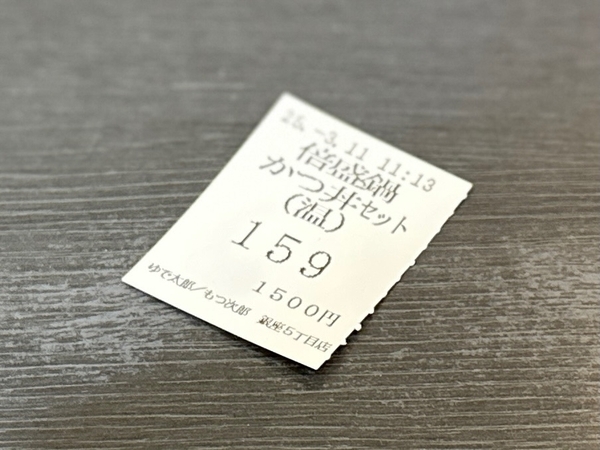 25.-3.11 11:13
倍盛鍋
かつ丼セット
(温)
159
1500円
ゆで太郎/もつ次郎 銀座5丁目店